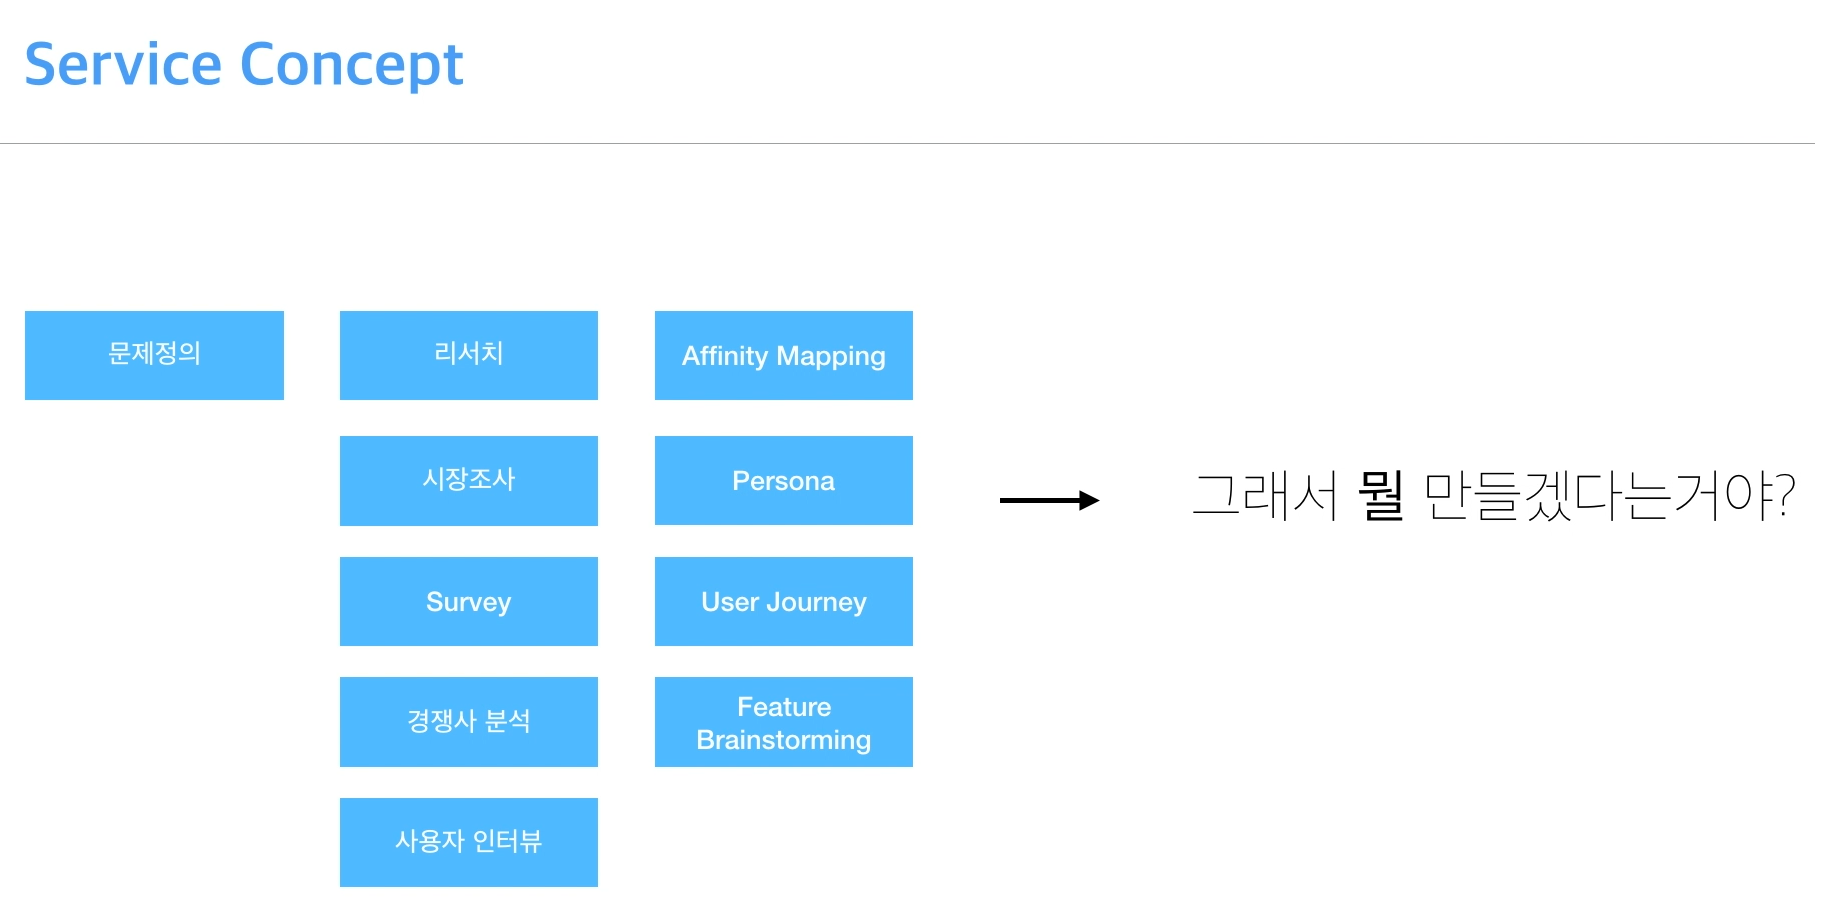 Service Concept
문제정의
리서치
시장조사
Survey
경쟁사 분석
사용자 인터뷰
Affinity Mapping
Persona
User Journey
Feature
Brainstorming
그래서 뭘 만들겠다는거야?